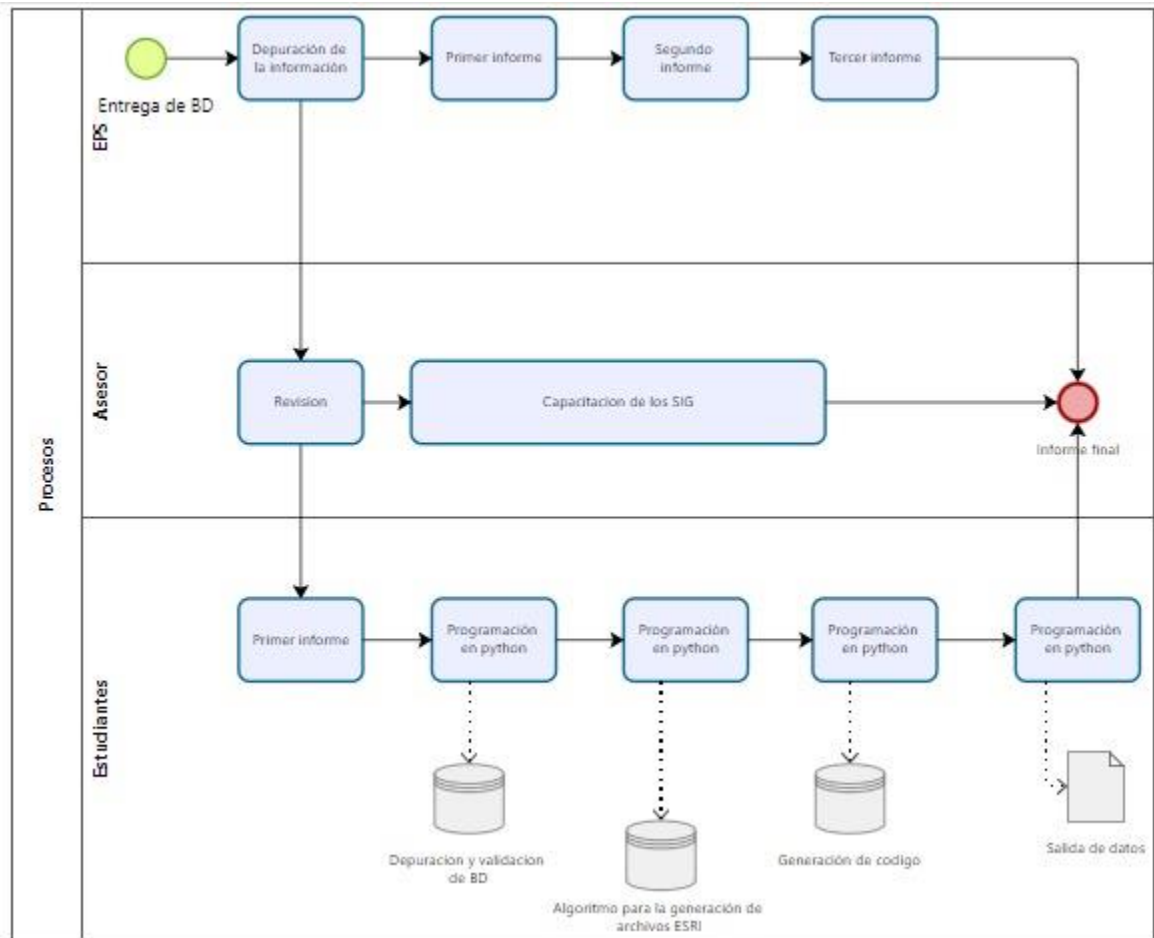 Procesos
EPS
Entrega de BD
Depuración de
la información
Primer informe
Segundo
informe
Tercer informe
Asesor
Revision
Capacitacion de los SIG
Informe final
Estudiantes
Primer informe
Programación
en python
Programación
en python
Programación
en python
Programación
en python
Depuracion y validacion
de BD
Algoritmo para la generación de
archivos ESRI
Generación de codigo
Salida de datos